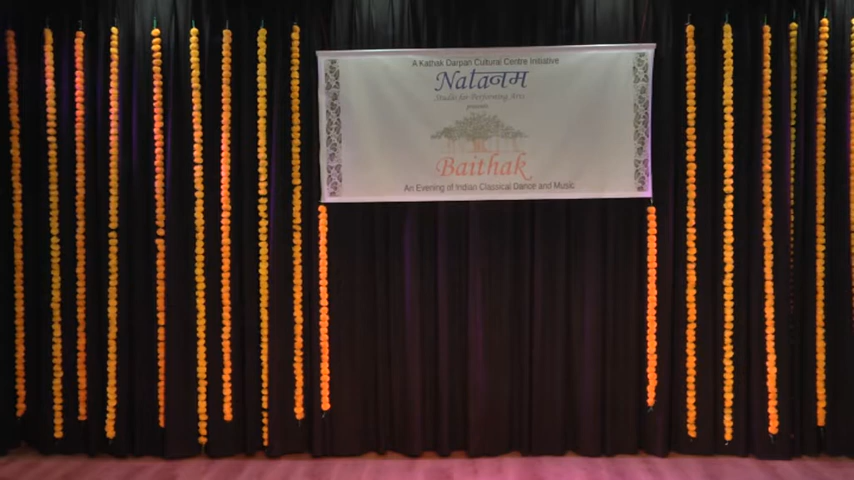 A Kathak Darpan Cultural Centre Initiative
Nataनम
Studio for Performing Arts
presents
Baithak
An Evening of Indian Classical Dance and Music